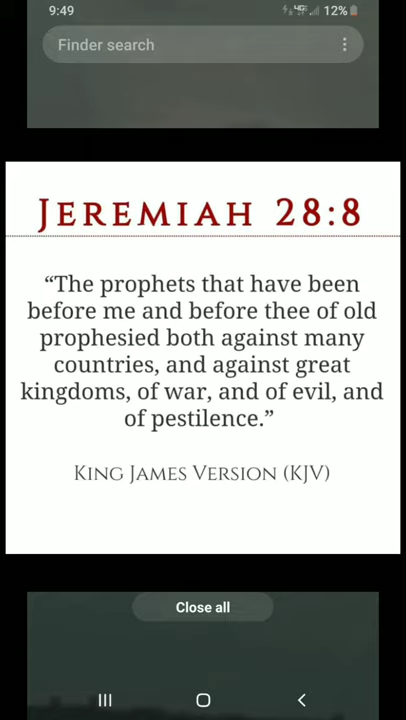 9:49
4G 12%
Finder search
JEREMIAH 28:8
“The prophets that have been
before me and before thee of old
prophesied both against many
countries, and against great
kingdoms, of war, and of evil, and
of pestilence.”
KING JAMES VERSION (KJV)
Close all